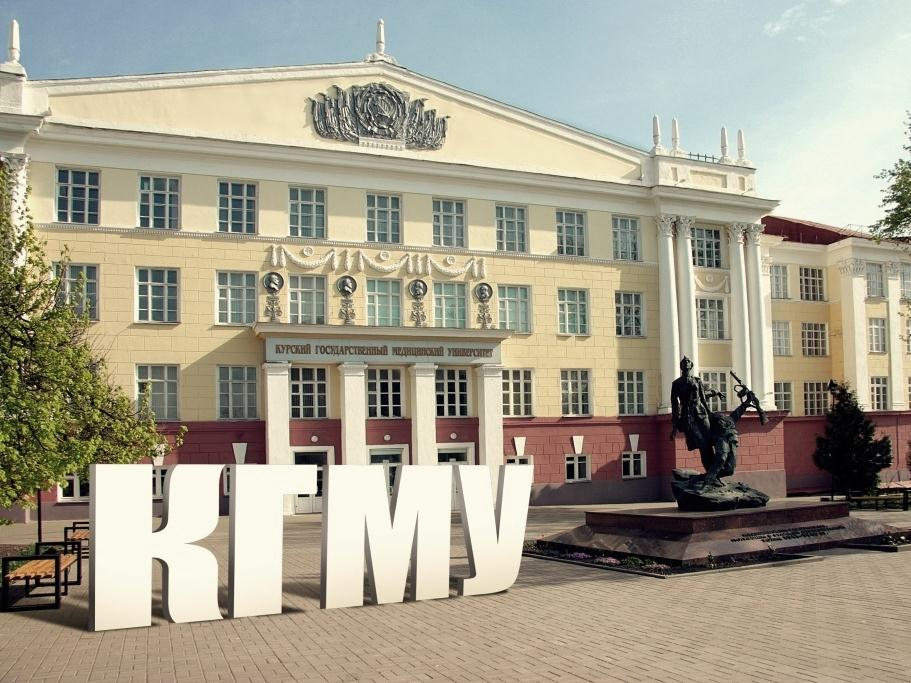 КУРСКИЙ ГОСУДАРСТВЕННЫЙ МЕДИЦИНСКИЙ УНИВЕРСИТЕТ
КГМУ